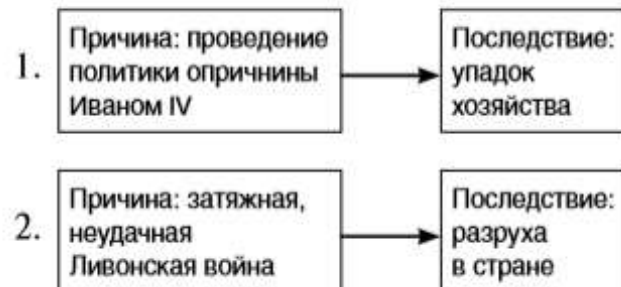 1.
Причина: проведение
политики опричнины
Иваном IV
Последствие:
упадок
хозяйства
2.
Причина: затяжная,
неудачная
Ливонская война
Последствие:
разруха
в стране